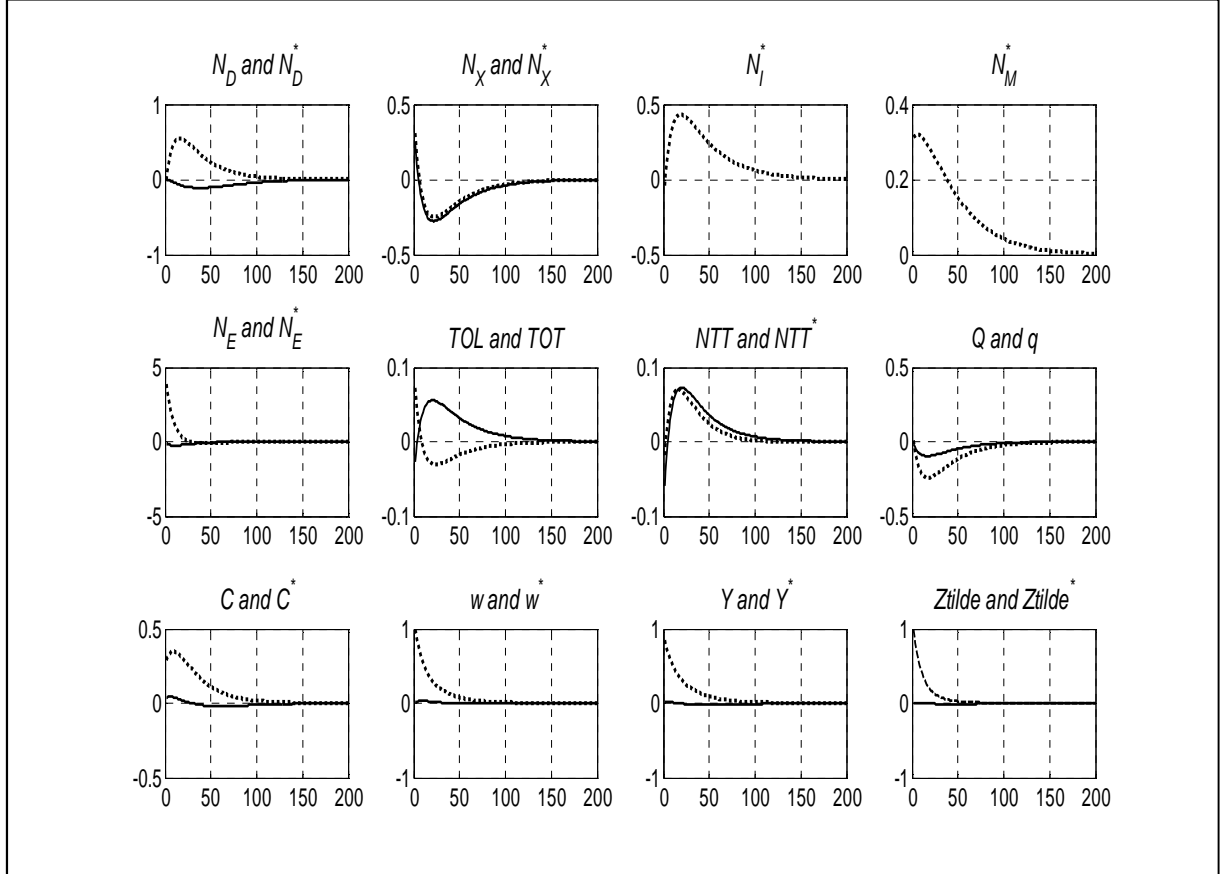 N_D and N_D^* N_X and N_X^* N_I^* N_M^*
1 0.5 0.5 0.4
0 0 0 0.2
-1 -0.5 -0.5 0
0 50 100 150 200 0 50 100 150 200 0 50 100 150 200 0 50 100 150 200
N_E and N_E^* TOL and TOT NTT and NTT^* Q and q
5 0.1 0.1 0.5
0 0 0 0
-5 -0.1 -0.1 -0.5
0 50 100 150 200 0 50 100 150 200 0 50 100 150 200 0 50 100 150 200
C and C^* w and w^* Y and Y^* Ztilde and Ztilde^*
0.5 1 1 1
0 0 0 0
-0.5 -1 -1 -1
0 50 100 150 200 0 50 100 150 200 0 50 100 150 200 0 50 100 150 200